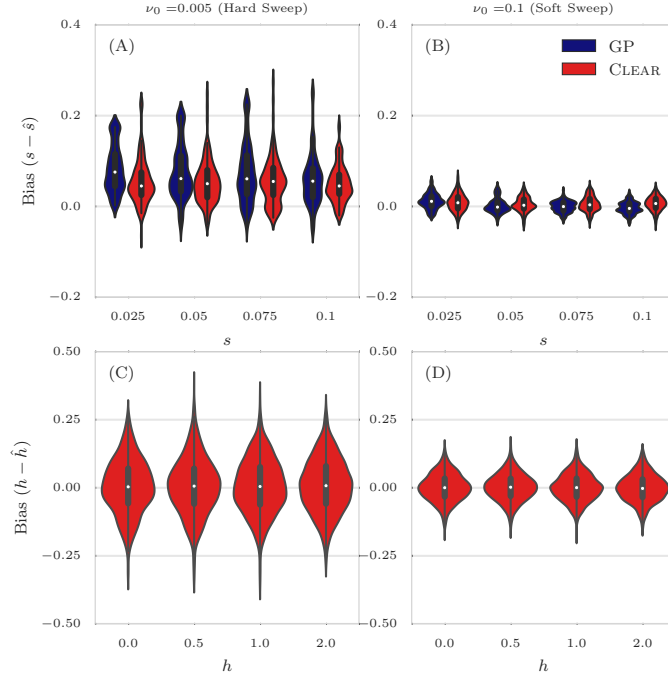 ν₀ =0.005 (Hard Sweep)
ν₀ =0.1 (Soft Sweep)
(A)
(B)
GP
CLEAR
Bias (s − ŝ)
0.4
0.2
0.0
−0.2
0.4
0.2
0.0
−0.2
0.025 0.05 0.075 0.1
0.025 0.05 0.075 0.1
s
s
(C)
(D)
Bias (h − ĥ)
0.50
0.25
0.00
−0.25
−0.50
0.50
0.25
0.00
−0.25
−0.50
0.0 0.5 1.0 2.0
0.0 0.5 1.0 2.0
h
h